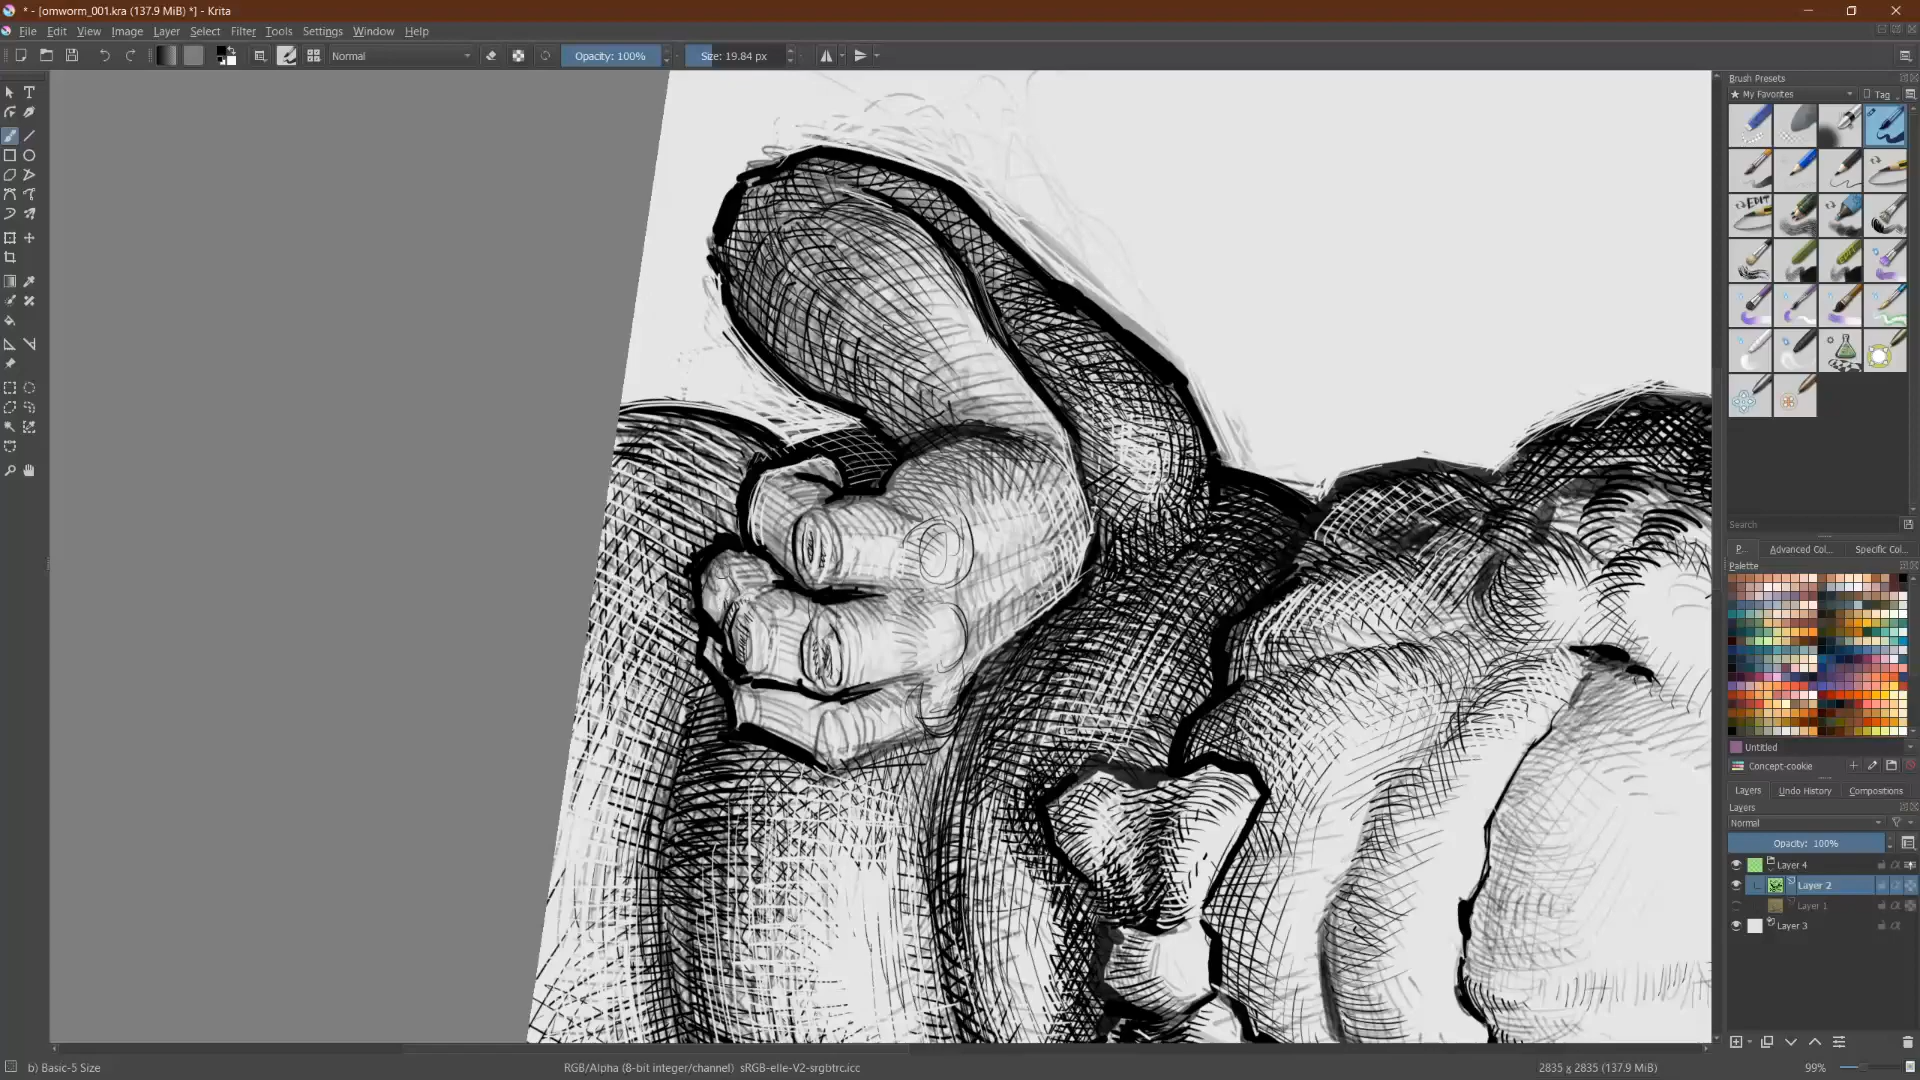 * - [omworm_001.kra (137.9 MiB) *] - Krita
File Edit View Image Layer Select Filter Tools Settings Window Help
Normal
Opacity: 100%
Size: 19.84 px
Brush Presets
My Favorites
Tag
EDIT
Search
P... Advanced Col... Specific Col...
Palette
Untitled
Concept-cookie
Layers Undo History Compositions
Layers
Normal
Opacity: 100%
Layer 4
Layer 2
Layer 1
Layer 3
b) Basic-5 Size
RGB/Alpha (8-bit integer/channel) sRGB-elle-V2-srgbtrc.icc
2835 x 2835 (137.9 MiB)
99%